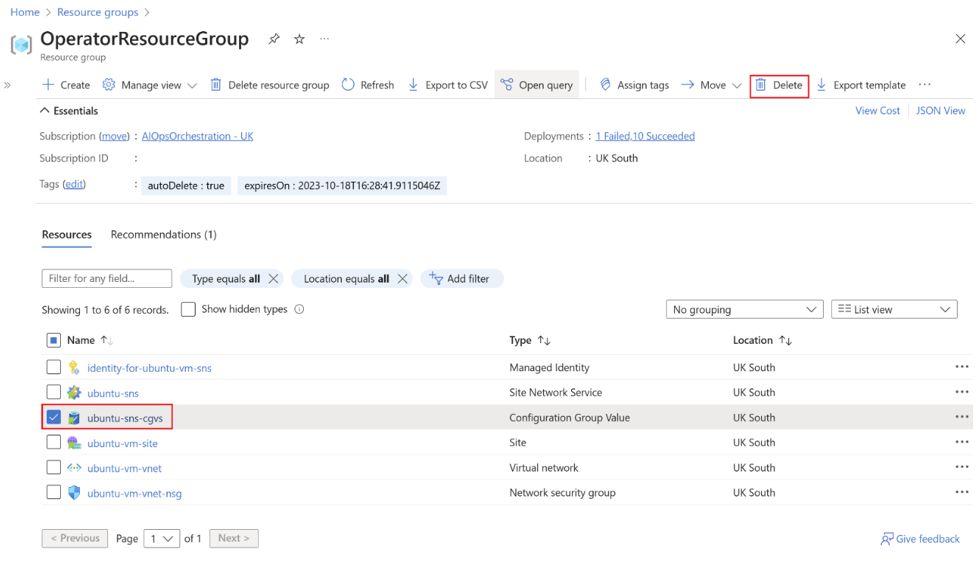 Home > Resource groups >
OperatorResourceGroup
Resource group
Create Manage view Delete resource group Refresh Export to CSV Open query Assign tags Move Delete Export template
Essentials View Cost JSON View
Subscription (move) : AIOpsOrchestration - UK Deployments : 1 Failed,10 Succeeded
Subscription ID : Location : UK South
Tags (edit) : autoDelete : true expiresOn : 2023-10-18T16:28:41.9115046Z
Resources Recommendations (1)
Filter for any field... Type equals all Location equals all Add filter
Showing 1 to 6 of 6 records. Show hidden types No grouping List view
Name Type Location
identity-for-ubuntu-vm-sns Managed Identity UK South
ubuntu-sns Site Network Service UK South
ubuntu-sns-cgvs Configuration Group Value UK South
ubuntu-vm-site Site UK South
ubuntu-vm-vnet Virtual network UK South
ubuntu-vm-vnet-nsg Network security group UK South
< Previous Page 1 of 1 Next > Give feedback